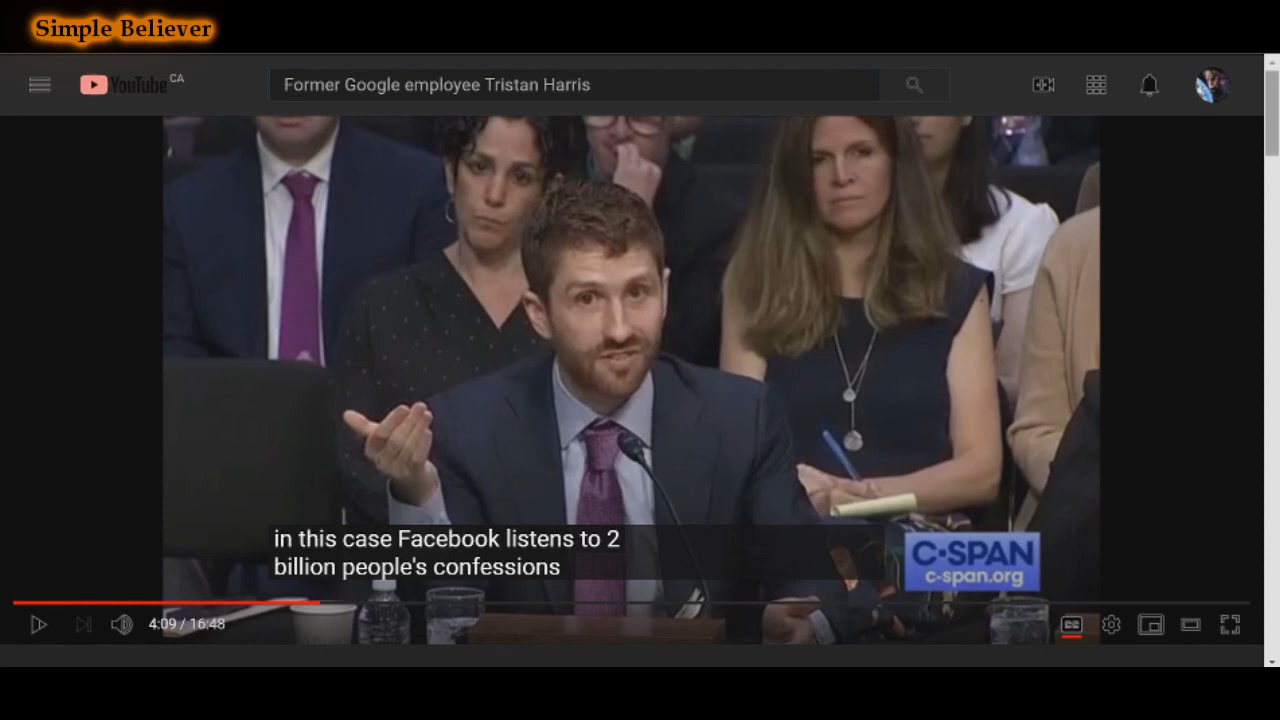 Simple Believer
YouTube CA
Former Google employee Tristan Harris
in this case Facebook listens to 2
billion people's confessions
C-SPAN
c-span.org
4:09 / 16:48
CC